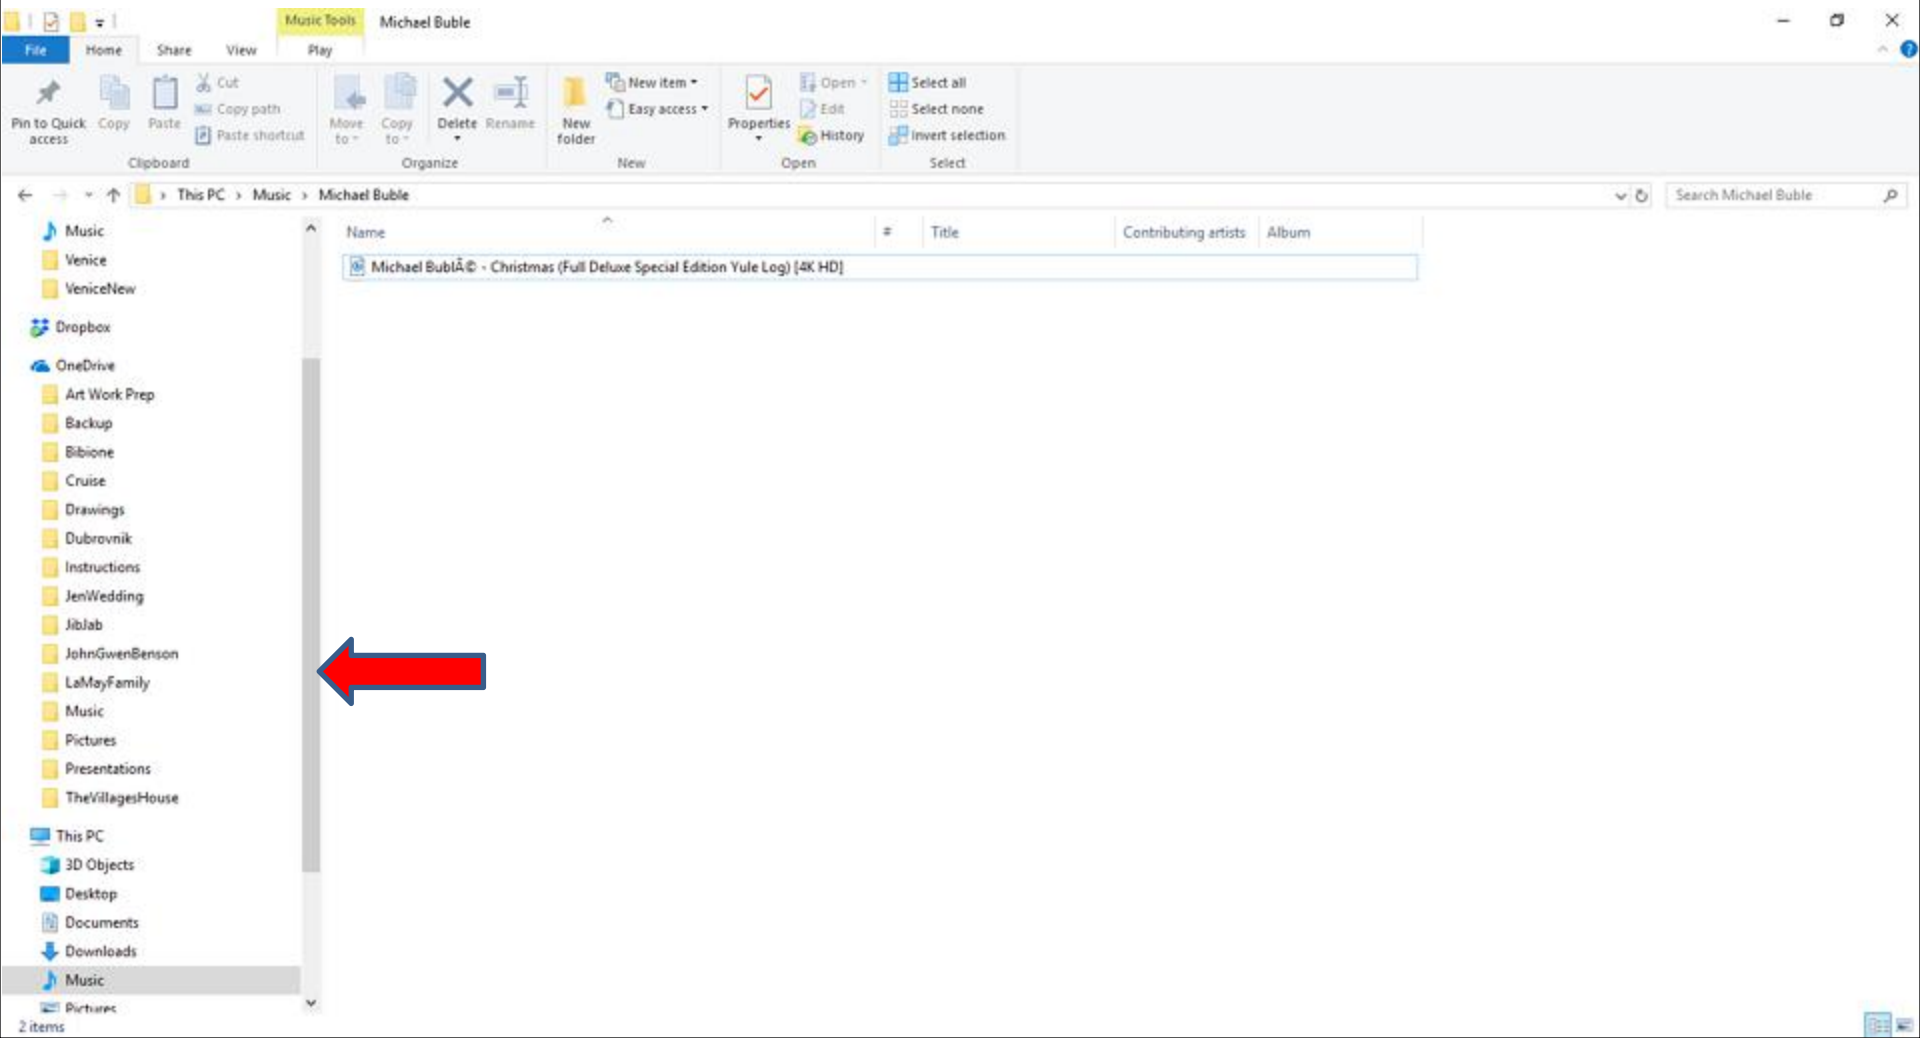 Music Tools Michael Buble
File Home Share View Play
Pin to Quick access Copy Paste Cut Copy path Paste shortcut Move to Copy to Delete Rename New folder New item Easy access Properties Open Edit History Select all Select none Invert selection
Clipboard Organize New Open Select
This PC › Music › Michael Buble Search Michael Buble
Name # Title Contributing artists Album
Michael BublÃ© - Christmas (Full Deluxe Special Edition Yule Log) [4K HD]
Music
Venice
VeniceNew
Dropbox
OneDrive
Art Work Prep
Backup
Bibione
Cruise
Drawings
Dubrovnik
Instructions
JenWedding
JibJab
JohnGwenBenson
LaMayFamily
Music
Pictures
Presentations
TheVillagesHouse
This PC
3D Objects
Desktop
Documents
Downloads
Music
Pictures
2 items